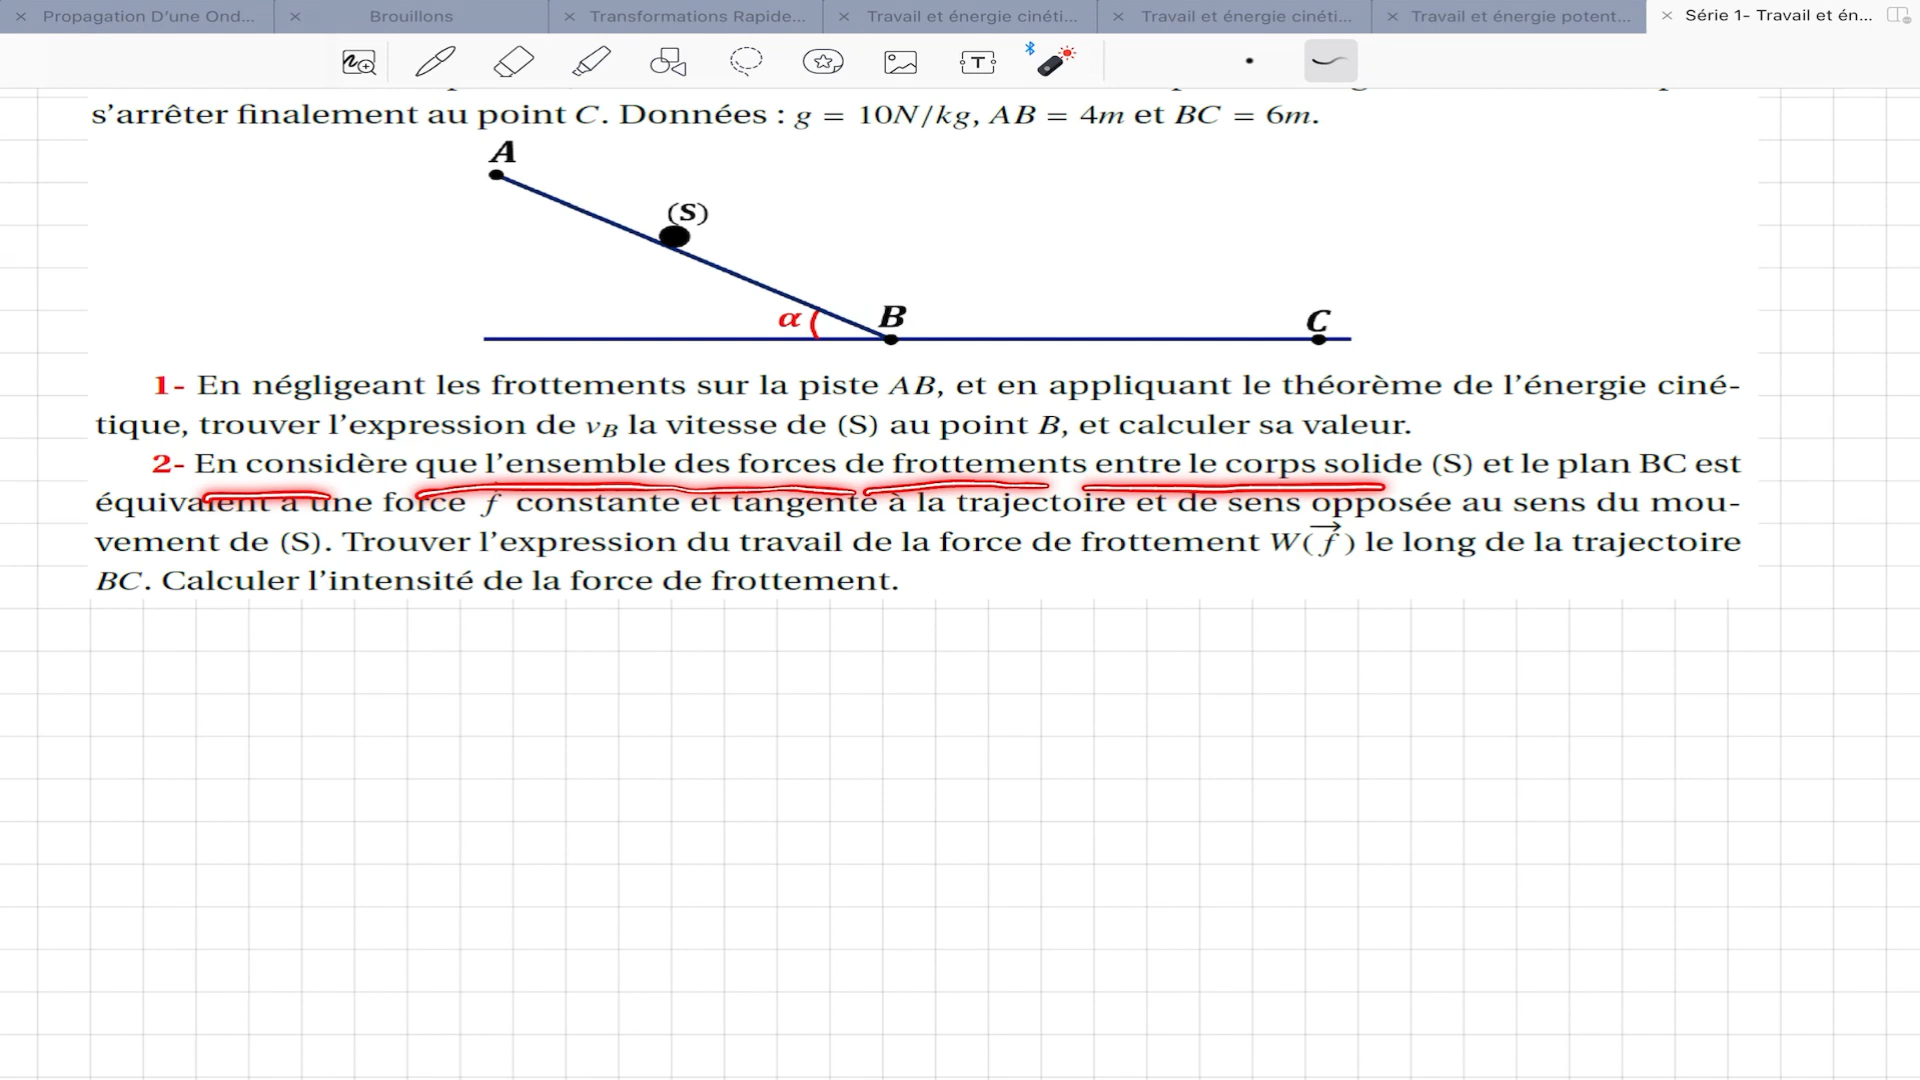 Propagation D’une Ond...
Brouillons
Transformations Rapide...
Travail et énergie cinéti...
Travail et énergie cinéti...
Travail et énergie potent...
Série 1- Travail et én...
s’arrêter finalement au point C. Données : g = 10N/kg, AB = 4m et BC = 6m.
A
(S)
α
B
C
1- En négligeant les frottements sur la piste AB, et en appliquant le théorème de l’énergie ciné-
tique, trouver l’expression de vB la vitesse de (S) au point B, et calculer sa valeur.
2- En considère que l’ensemble des forces de frottements entre le corps solide (S) et le plan BC est
équivalent à une force f constante et tangente à la trajectoire et de sens opposée au sens du mou-
vement de (S). Trouver l’expression du travail de la force de frottement W(f⃗) le long de la trajectoire
BC. Calculer l’intensité de la force de frottement.